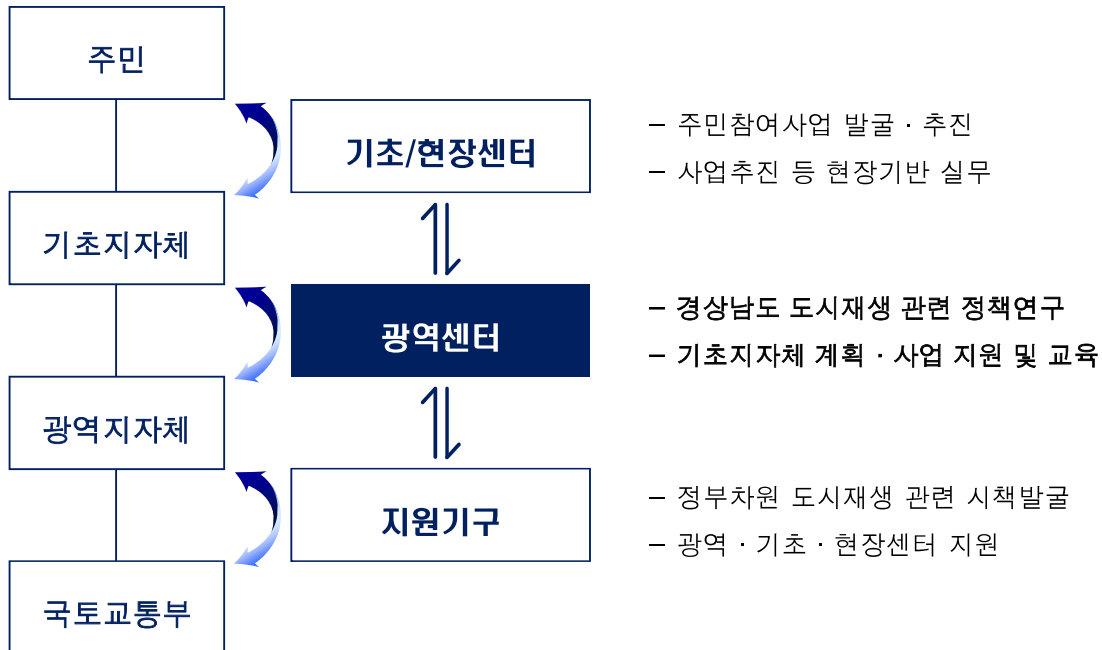 주민
기초/현장센터
– 주민참여사업 발굴 · 추진
– 사업추진 등 현장기반 실무
기초지자체
광역센터
– 경상남도 도시재생 관련 정책연구
– 기초지자체 계획 · 사업 지원 및 교육
광역지자체
지원기구
– 정부차원 도시재생 관련 시책발굴
– 광역 · 기초 · 현장센터 지원
국토교통부